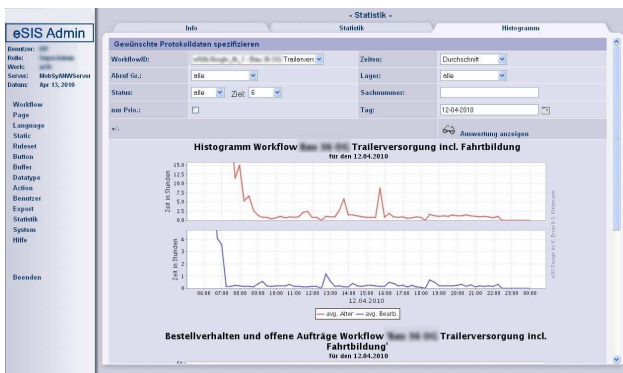 - Statistik -
eSIS Admin
Info
Statistik
Histogramm
Benutzer:
Rolle:
Werk:
Server: MobSyANWServer
Datum: Apr 13, 2010
Workflow
Page
Language
Static
Ruleset
Button
Buffer
Datatype
Action
Benutzer
Export
Statistik
System
Hilfe
Beenden
Gewünschte Protokolldaten spezifizieren
WorkflowID: Trailerver
Zeiten: Durchschnitt
Abruf Gr.: alle
Lager: alle
Status: alle Ziel: 6
Sachnummer:
nur Prio.:
Tag: 12-04-2010
+/-
Auswertung anzeigen
Histogramm Workflow Trailerversorgung incl. Fahrtbildung
für den 12.04.2010
Zeit in Stunden
15.0
12.5
10.0
7.5
5.0
2.5
0.0
Zeit in Stunden
4
3
2
1
0
06:00 07:00 08:00 09:00 10:00 11:00 12:00 13:00 14:00 15:00 16:00 17:00 18:00 19:00 20:00 21:00 22:00 23:00 00:00
12.04.2010
avg. Alter avg. Bearb.
Bestellverhalten und offene Aufträge Workflow Trailerversorgung incl.
Fahrtbildung'
für den 12.04.2010